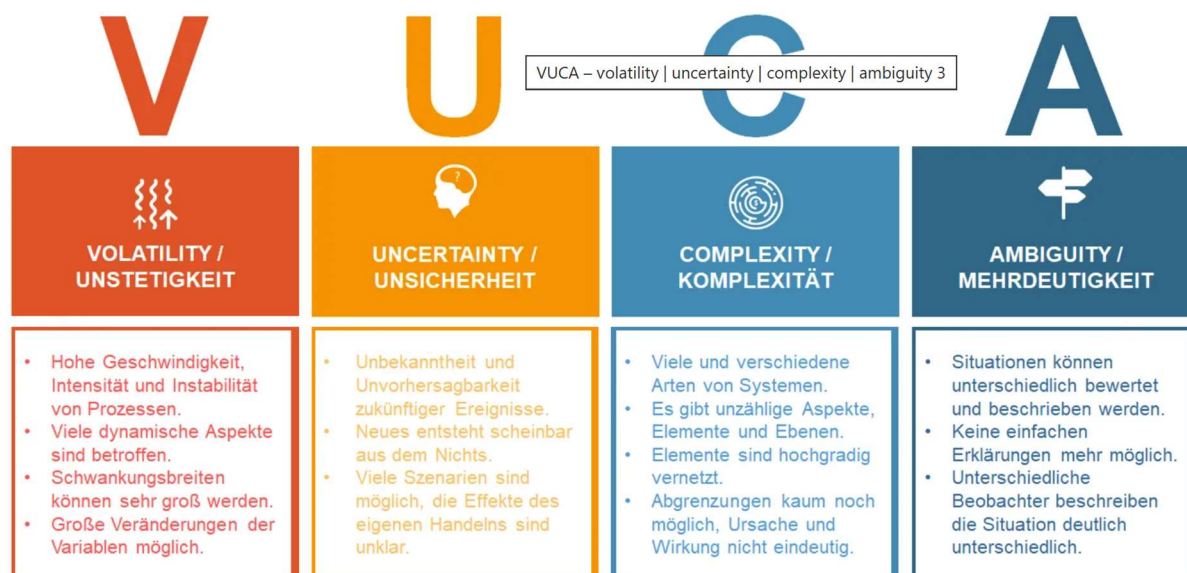 V
U
C
A
VUCA – volatility | uncertainty | complexity | ambiguity 3
VOLATILITY /
UNSTETIGKEIT
• Hohe Geschwindigkeit,
Intensität und Instabilität
von Prozessen.
• Viele dynamische Aspekte
sind betroffen.
• Schwankungsbreiten
können sehr groß werden.
• Große Veränderungen der
Variablen möglich.
?
UNCERTAINTY /
UNSICHERHEIT
• Unbekanntheit und
Unvorhersagbarkeit
zukünftiger Ereignisse.
• Neues entsteht scheinbar
aus dem Nichts.
• Viele Szenarien sind
möglich, die Effekte des
eigenen Handelns sind
unklar.
COMPLEXITY /
KOMPLEXITÄT
• Viele und verschiedene
Arten von Systemen.
• Es gibt unzählige Aspekte,
Elemente und Ebenen.
• Elemente sind hochgradig
vernetzt.
• Abgrenzungen kaum noch
möglich, Ursache und
Wirkung nicht eindeutig.
AMBIGUITY /
MEHRDEUTIGKEIT
• Situationen können
unterschiedlich bewertet
und beschrieben werden.
• Keine einfachen
Erklärungen mehr möglich.
• Unterschiedliche
Beobachter beschreiben
die Situation deutlich
unterschiedlich.